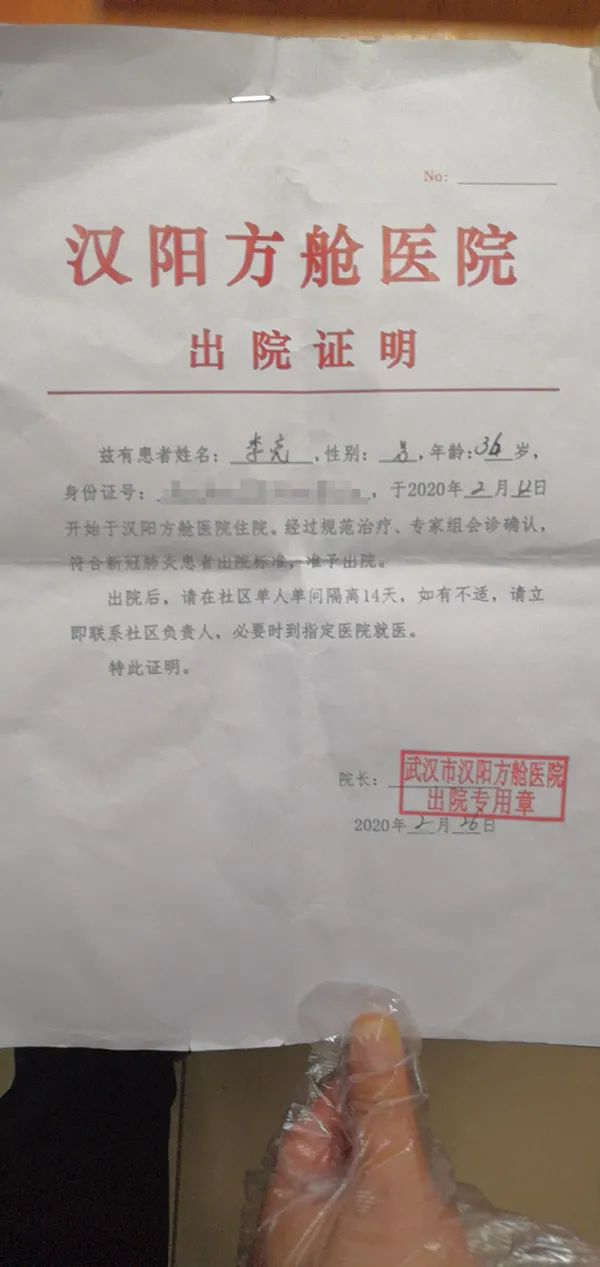 No：
汉阳方舱医院
出院证明
兹有患者姓名：李亮，性别：男，年龄：36岁，
身份证号：，于2020年2月12日
开始于汉阳方舱医院住院。经过规范治疗、专家组会诊确认，
符合新冠肺炎患者出院标准，准予出院。
出院后，请在社区单人单间隔离14天，如有不适，请立
即联系社区负责人，必要时到指定医院就医。
特此证明。
院长：
武汉市汉阳方舱医院
出院专用章
2020年2月26日